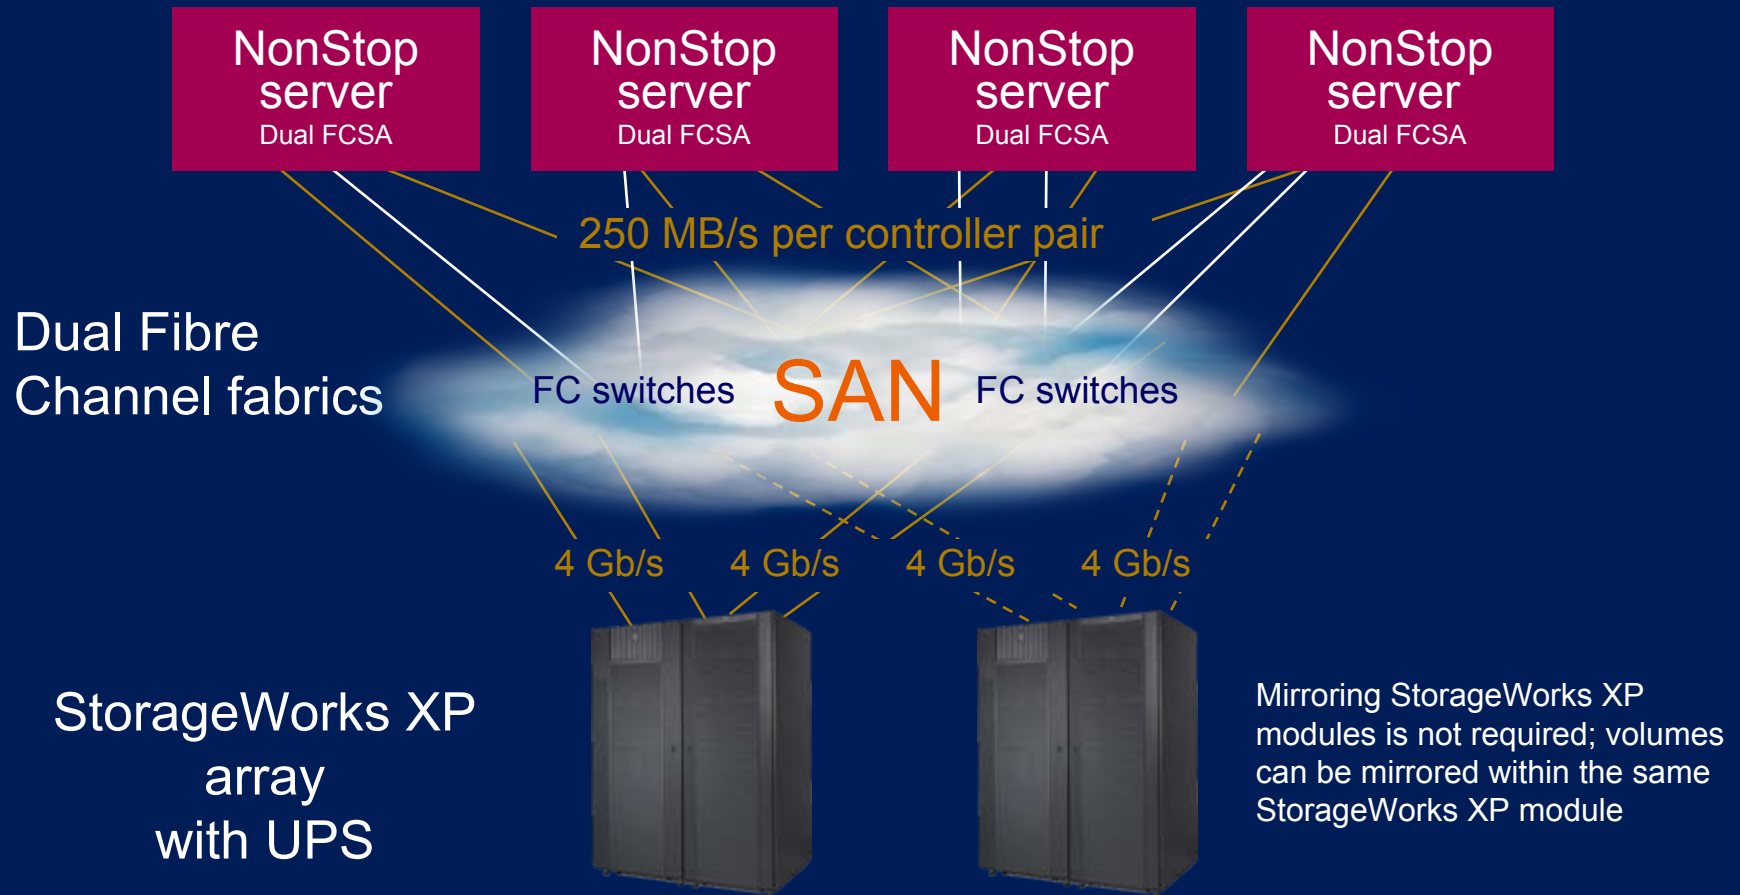 NonStop
server
Dual FCSA
NonStop
server
Dual FCSA
NonStop
server
Dual FCSA
NonStop
server
Dual FCSA
250 MB/s per controller pair
Dual Fibre
Channel fabrics
FC switches
SAN
FC switches
4 Gb/s
4 Gb/s
4 Gb/s
4 Gb/s
StorageWorks XP
array
with UPS
Mirroring StorageWorks XP
modules is not required; volumes
can be mirrored within the same
StorageWorks XP module